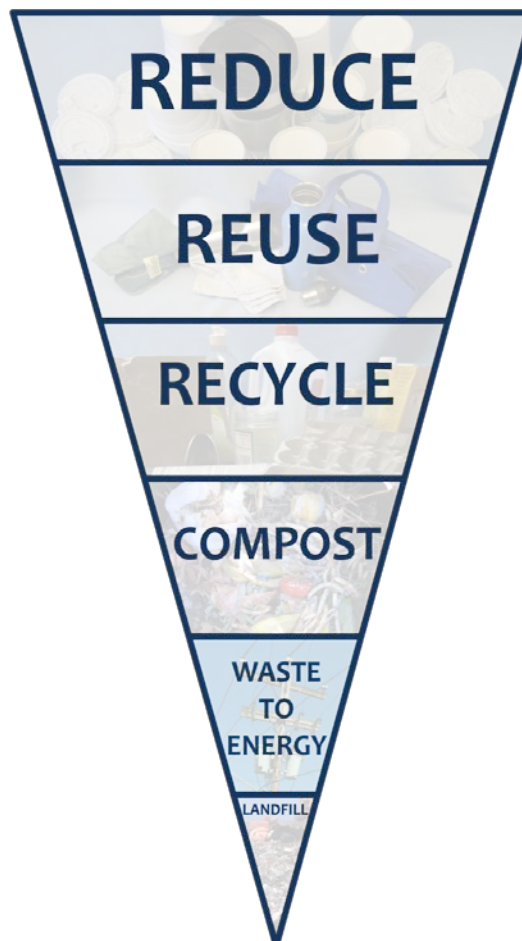 REDUCE
REUSE
RECYCLE
COMPOST
WASTE
TO
ENERGY
LANDFILL